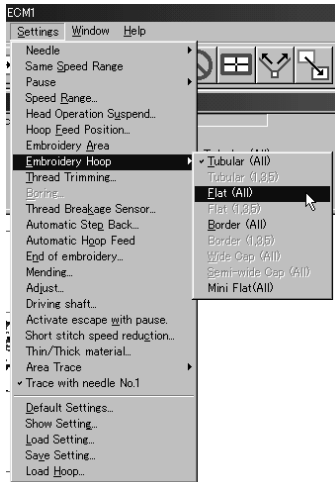 ECM1
Settings Window Help
Needle
Same Speed Range
Pause
Speed Range...
Head Operation Suspend...
Hoop Feed Position...
Embroidery Area
Embroidery Hoop
Thread Trimming...
Boring...
Thread Breakage Sensor...
Automatic Step Back...
Automatic Hoop Feed
End of embroidery...
Mending...
Adjust...
Driving shaft...
Activate escape with pause.
Short stitch speed reduction...
Thin/Thick material...
Area Trace
Trace with needle No.1
Default Settings...
Show Setting...
Load Setting...
Save Setting...
Load Hoop...
Tubular (All)
Tubular (1,3,5)
Flat (All)
Flat (1,3,5)
Border (All)
Border (1,3,5)
Wide Cap (All)
Semi-wide Cap (All)
Mini Flat(All)